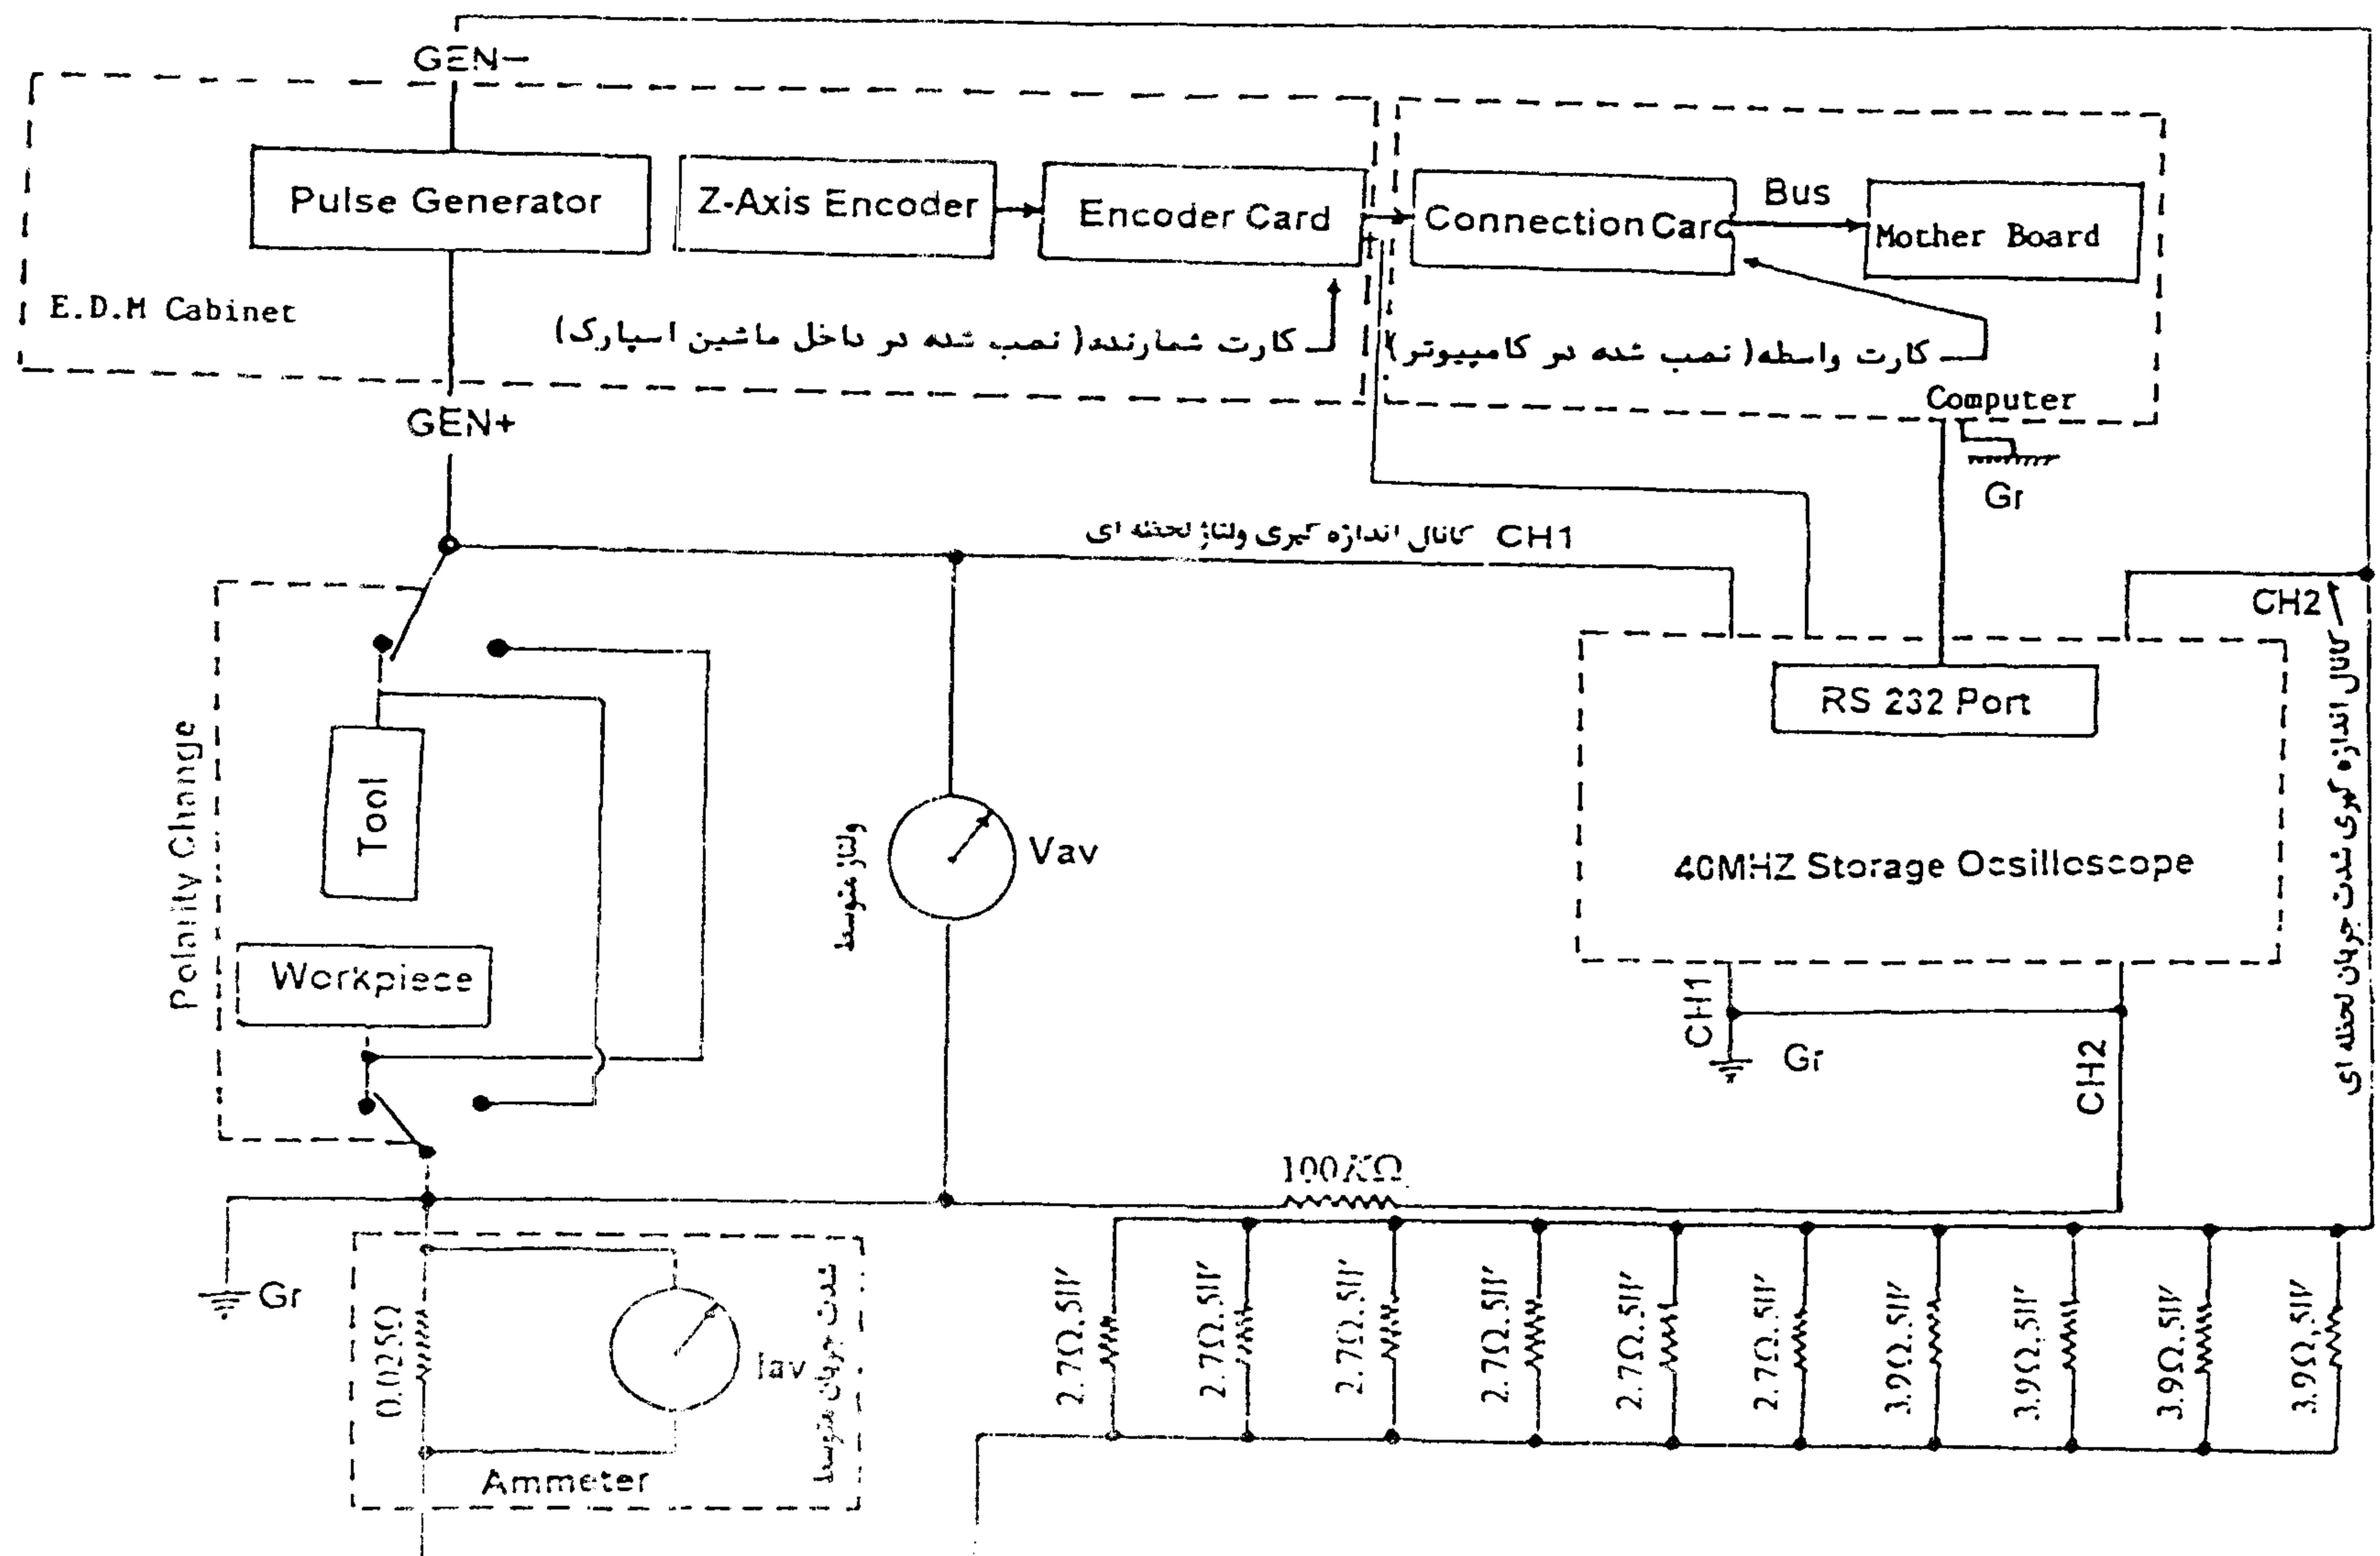 GEN−
Pulse Generator
Z-Axis Encoder
Encoder Card
Connection Card
Bus
Mother Board
E.D.M Cabinet
کارت شمارنده( نصب شده در داخل ماشین اسپارک)
کارت واسطه( نصب شده در کامپیوتر)
Computer
GEN+
Gr
کانال اندازه گیری ولتاژ لحظه ای CH1
CH2
کانال اندازه گیری شدت جریان لحظه ای
RS 232 Port
Polarity Change
Tool
ولتاژ متوسط
Vav
40MHZ Storage Ocsilloscope
Workpiece
CH1
Gr
CH2
100KΩ
Gr
0.025Ω
Iav
شدت جریان متوسط
Ammeter
2.7Ω,5W
2.7Ω,5W
2.7Ω,5W
2.7Ω,5W
2.7Ω,5W
2.7Ω,5W
3.9Ω,5W
3.9Ω,5W
3.9Ω,5W
3.9Ω,5W